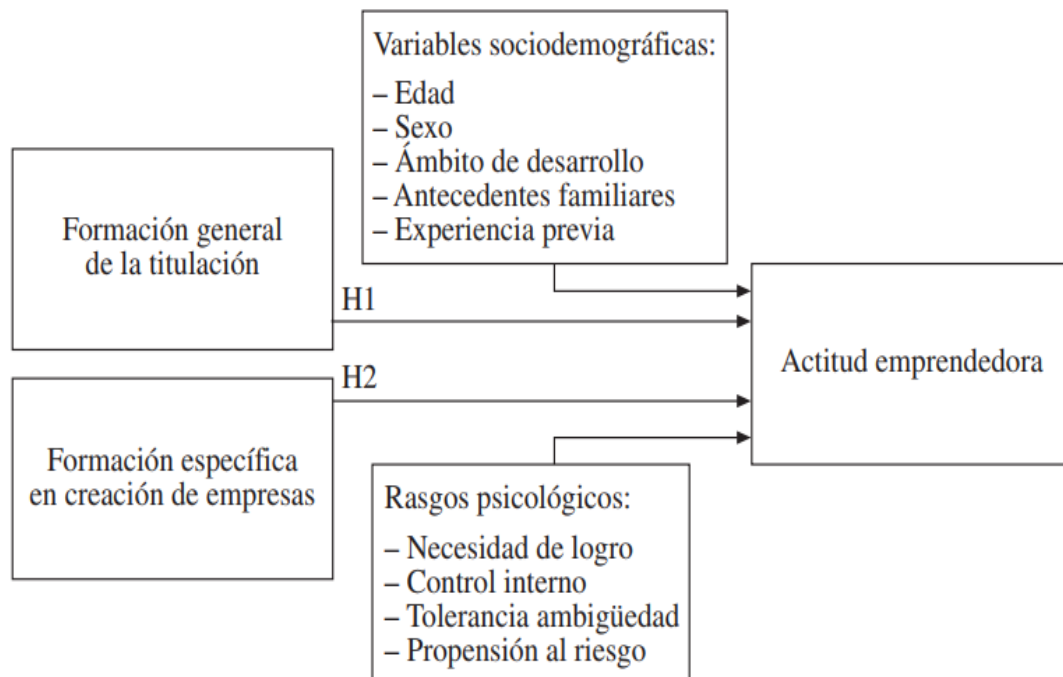 Variables sociodemográficas:
– Edad
– Sexo
– Ámbito de desarrollo
– Antecedentes familiares
– Experiencia previa
Formación general
de la titulación
H1
H2
Actitud emprendedora
Formación específica
en creación de empresas
Rasgos psicológicos:
– Necesidad de logro
– Control interno
– Tolerancia ambigüedad
– Propensión al riesgo